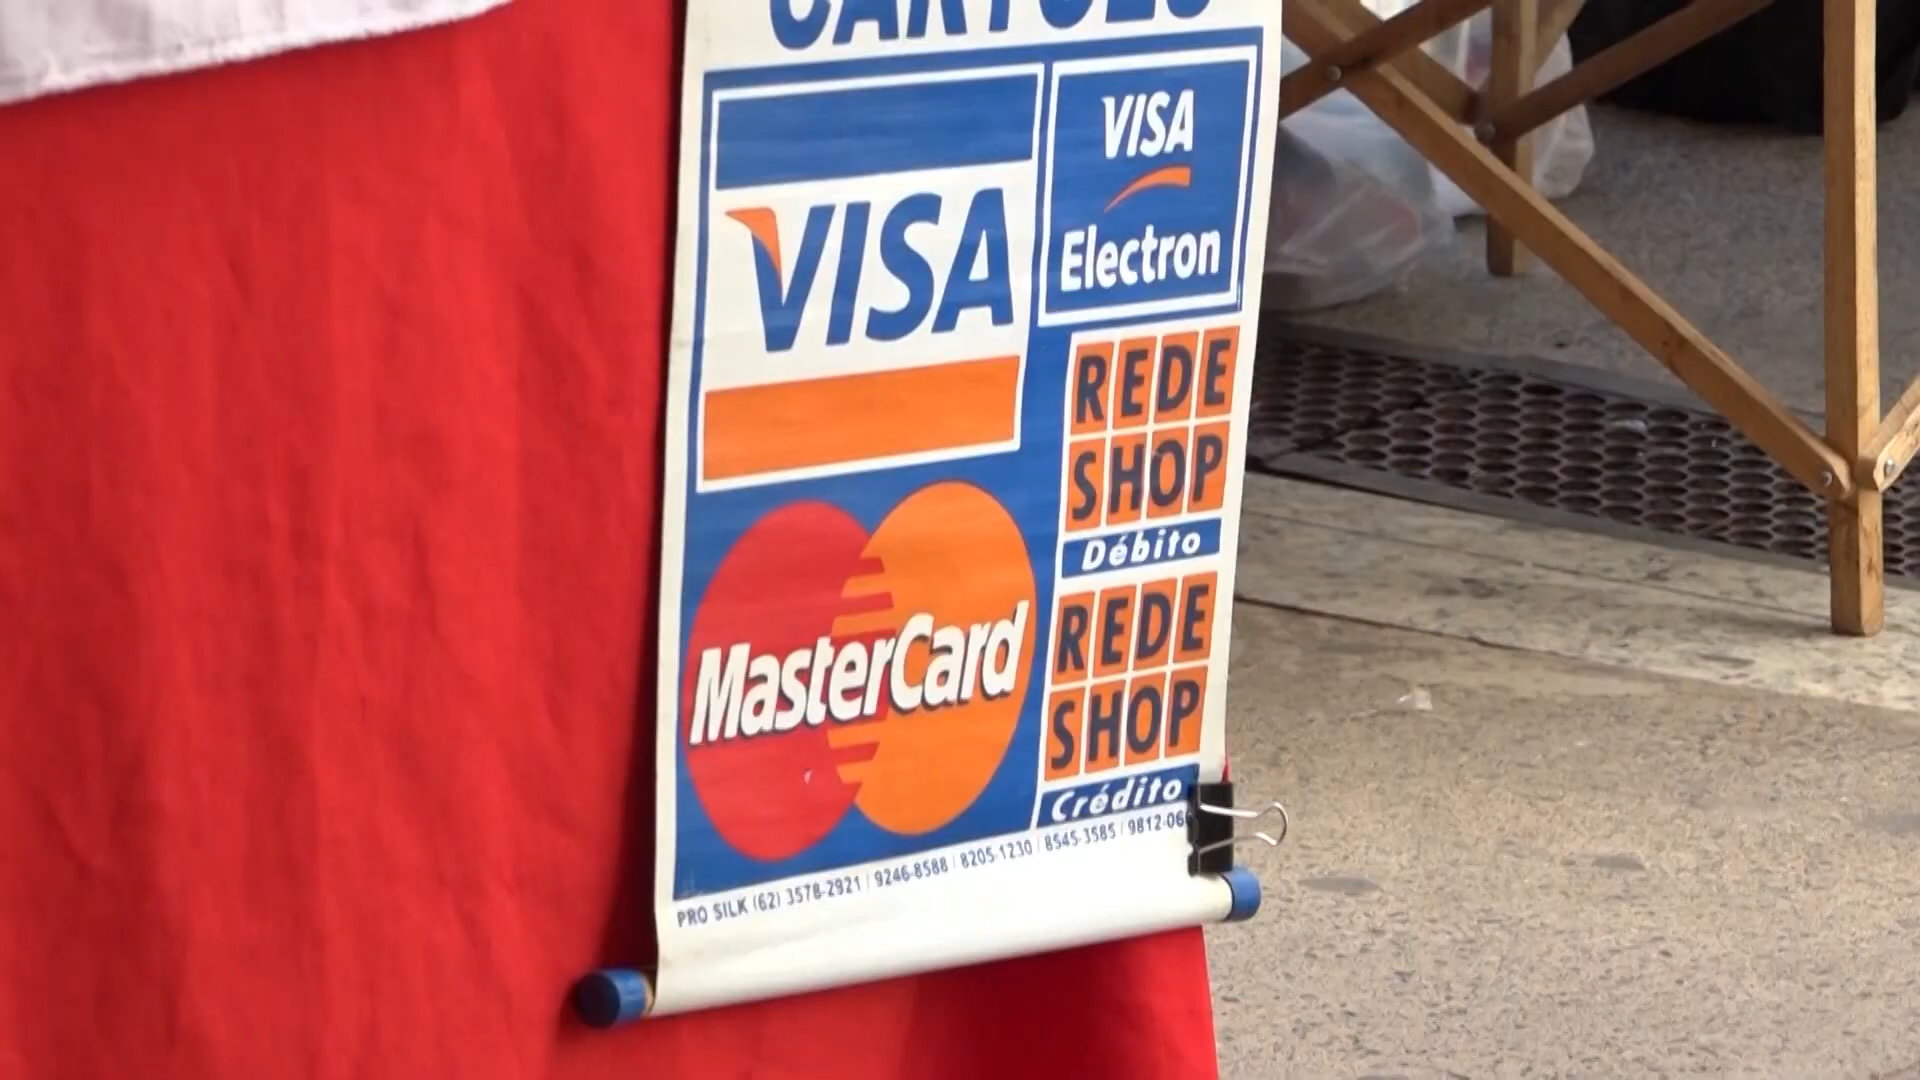 CARTÕES
VISA
VISA
Electron
REDE
SHOP
Débito
MasterCard
REDE
SHOP
Crédito
PRO SILK (62) 3578-2921 | 9246-8588 | 8205-1230 | 8545-3585 | 9812-06